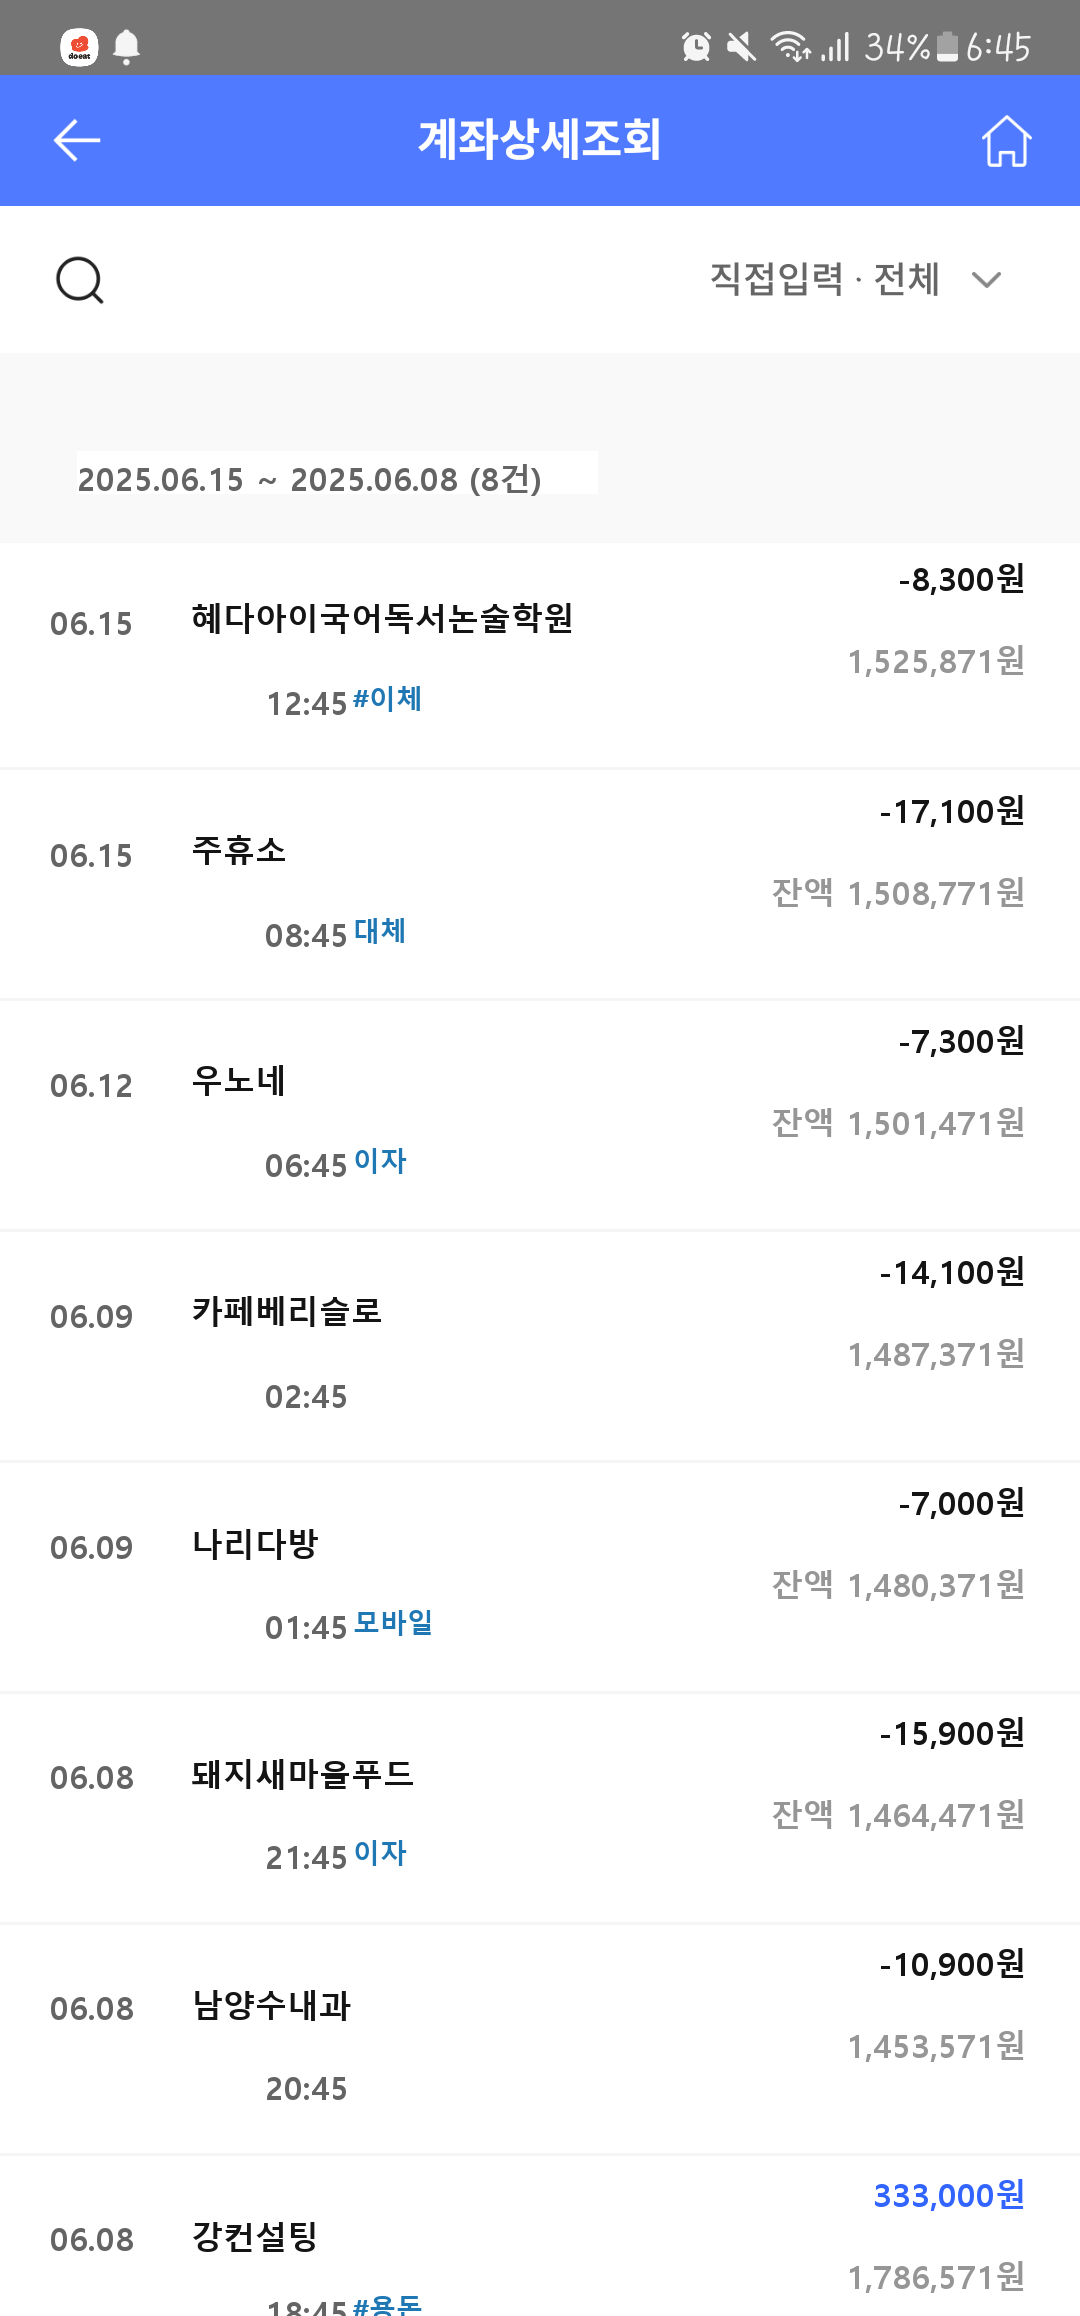 doeat
34% 6:45
계좌상세조회
직접입력 · 전체
2025.06.15 ~ 2025.06.08 (8건)
-8,300원
06.15 혜다아이국어독서논술학원
1,525,871원
12:45 #이체
-17,100원
06.15 주휴소
잔액 1,508,771원
08:45 대체
-7,300원
06.12 우노네
잔액 1,501,471원
06:45 이자
-14,100원
06.09 카페베리슬로
1,487,371원
02:45
-7,000원
06.09 나리다방
잔액 1,480,371원
01:45 모바일
-15,900원
06.08 돼지새마을푸드
잔액 1,464,471원
21:45 이자
-10,900원
06.08 남양수내과
1,453,571원
20:45
333,000원
06.08 강컨설팅
1,786,571원
18:45 #용돈